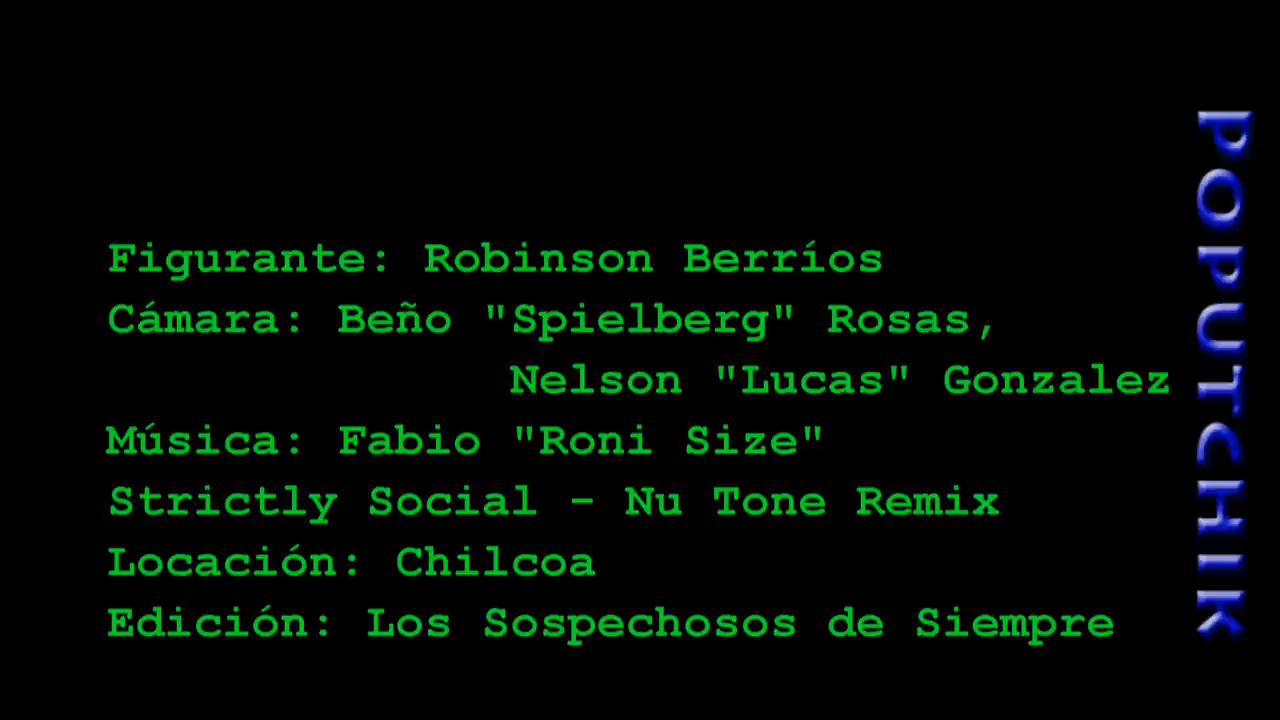 Figurante: Robinson Berríos
Cámara: Beño "Spielberg" Rosas,
Nelson "Lucas" Gonzalez
Música: Fabio "Roni Size"
Strictly Social - Nu Tone Remix
Locación: Chilcoa
Edición: Los Sospechosos de Siempre
POPUTCHIK